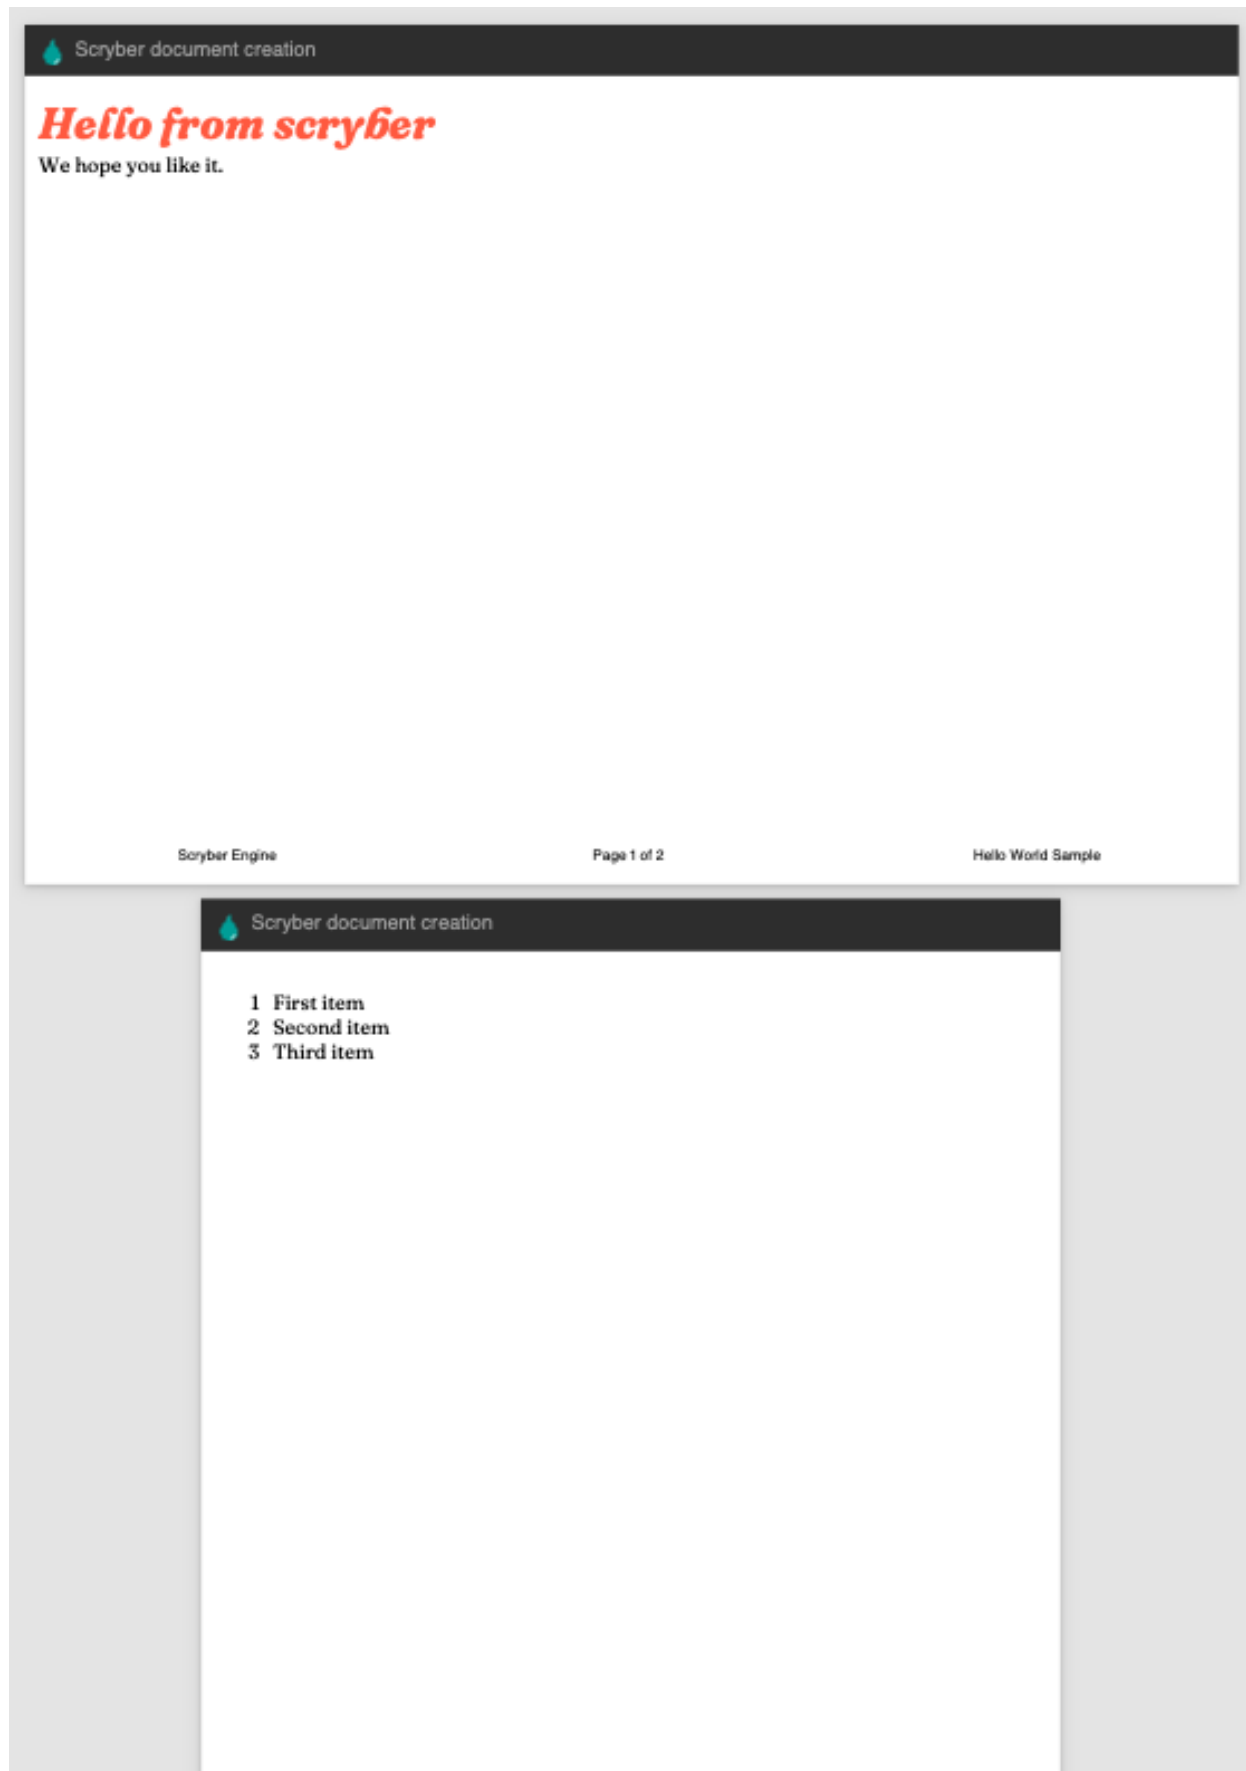 Scryber document creation
Hello from scryber
We hope you like it.
Scryber Engine Page 1 of 2 Hello World Sample
Scryber document creation
1 First item
2 Second item
3 Third item